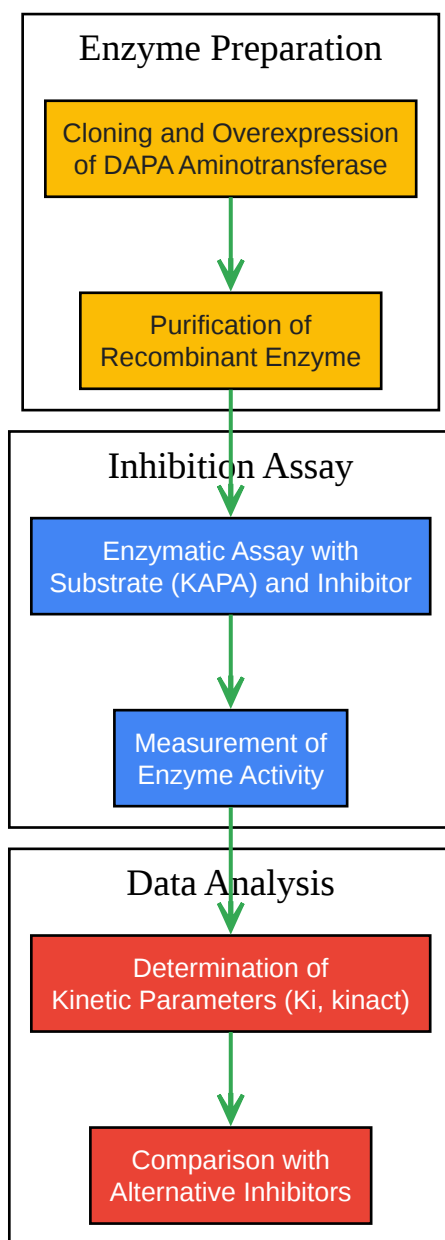 Enzyme Preparation
Cloning and Overexpression
of DAPA Aminotransferase
Purification of
Recombinant Enzyme
Inhibition Assay
Enzymatic Assay with
Substrate (KAPA) and Inhibitor
Measurement of
Enzyme Activity
Data Analysis
Determination of
Kinetic Parameters (Ki, kinact)
Comparison with
Alternative Inhibitors